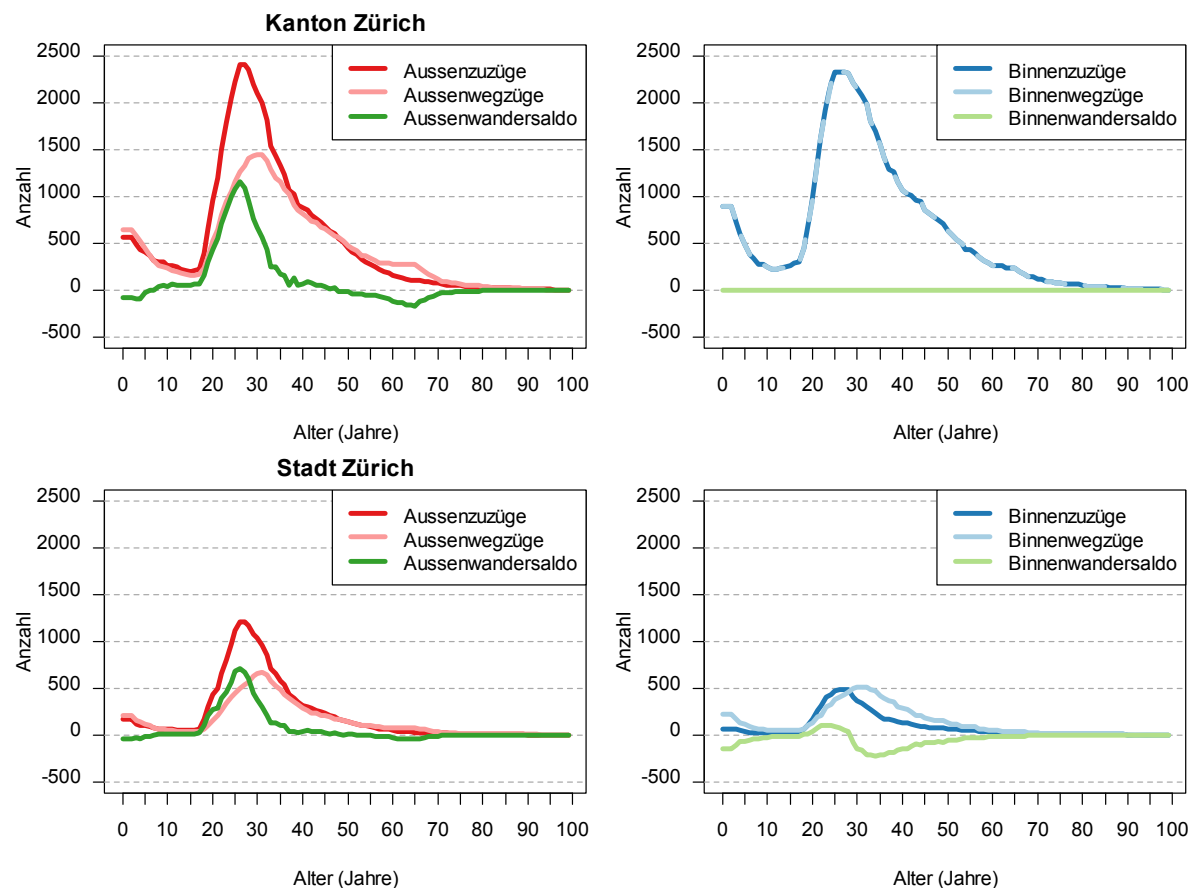 Kanton Zürich
2500
2000
1500
1000
500
0
-500
Anzahl
Aussenzuzüge
Aussenwegzüge
Aussenwandersaldo
0 10 20 30 40 50 60 70 80 90 100
Alter (Jahre)
2500
2000
1500
1000
500
0
-500
Anzahl
Binnenzuzüge
Binnenwegzüge
Binnenwandersaldo
0 10 20 30 40 50 60 70 80 90 100
Alter (Jahre)
Stadt Zürich
2500
2000
1500
1000
500
0
-500
Anzahl
Aussenzuzüge
Aussenwegzüge
Aussenwandersaldo
0 10 20 30 40 50 60 70 80 90 100
Alter (Jahre)
2500
2000
1500
1000
500
0
-500
Anzahl
Binnenzuzüge
Binnenwegzüge
Binnenwandersaldo
0 10 20 30 40 50 60 70 80 90 100
Alter (Jahre)